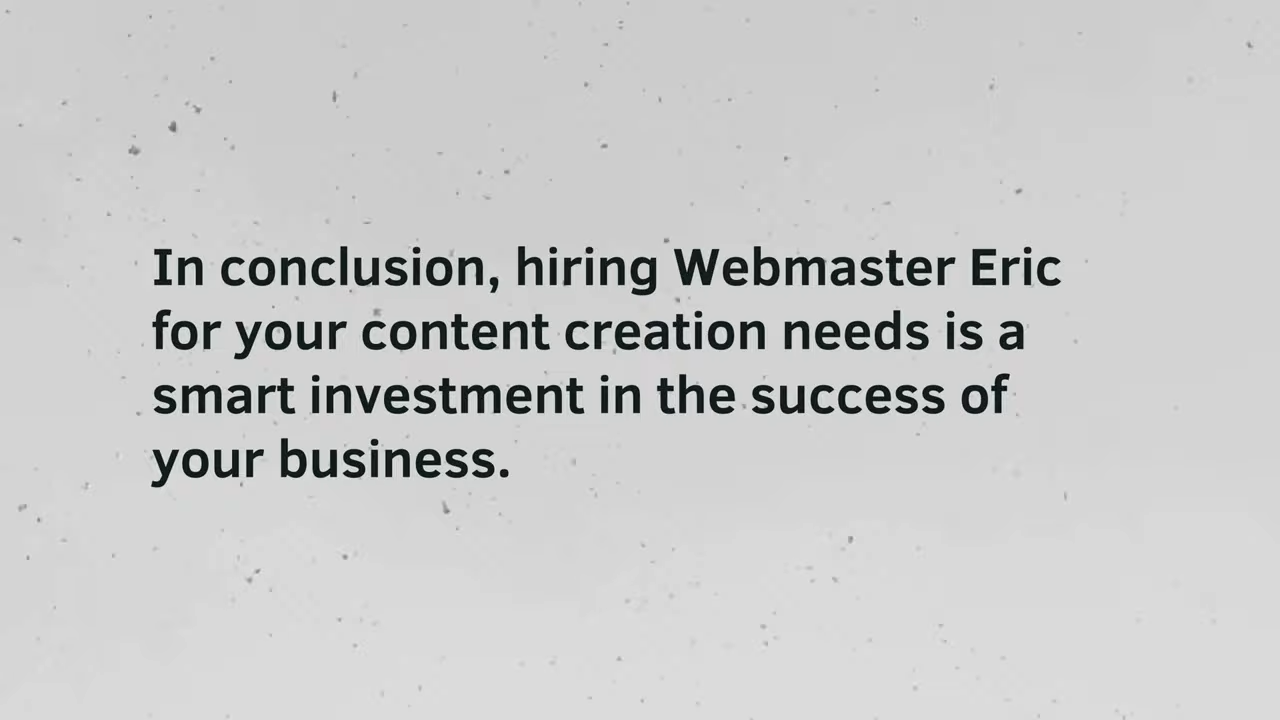 In conclusion, hiring Webmaster Eric
for your content creation needs is a
smart investment in the success of
your business.